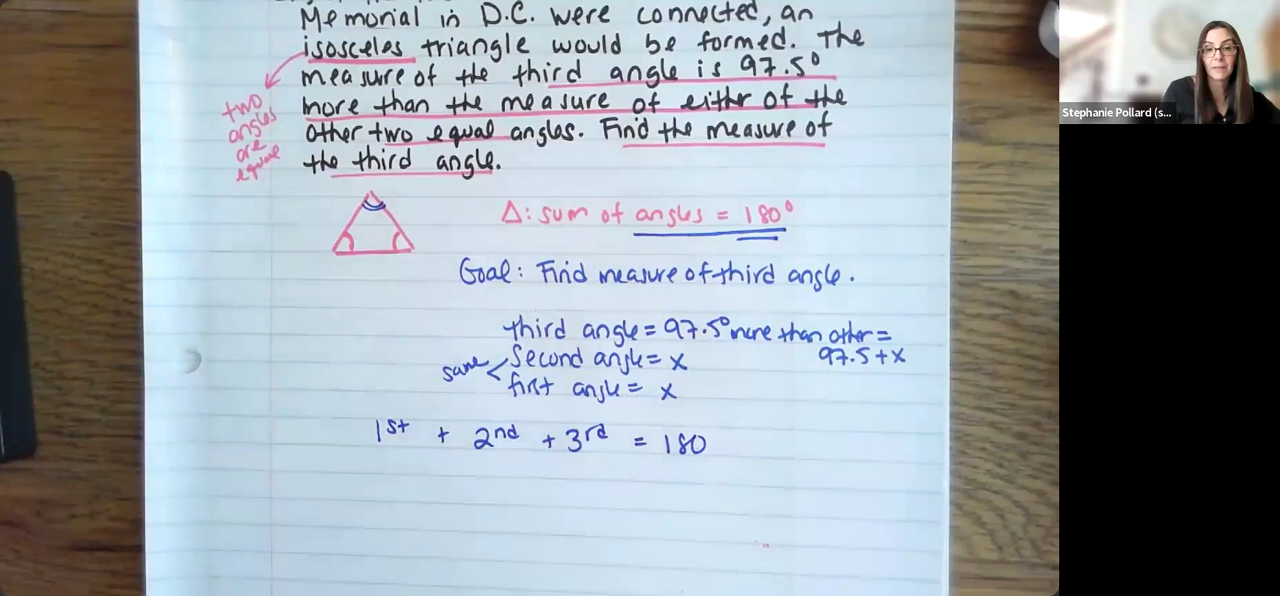 Memorial in D.C. were connected, an
isosceles triangle would be formed. The
measure of the third angle is 97.5°
more than the measure of either of the
other two equal angles. Find the measure of
the third angle.
two
angles
are
equal
Δ: sum of angles = 180°
Goal: Find measure of third angle.
third angle = 97.5° more than other =
97.5 + x
same
second angle = x
first angle = x
1st + 2nd + 3rd = 180
Stephanie Pollard (s...